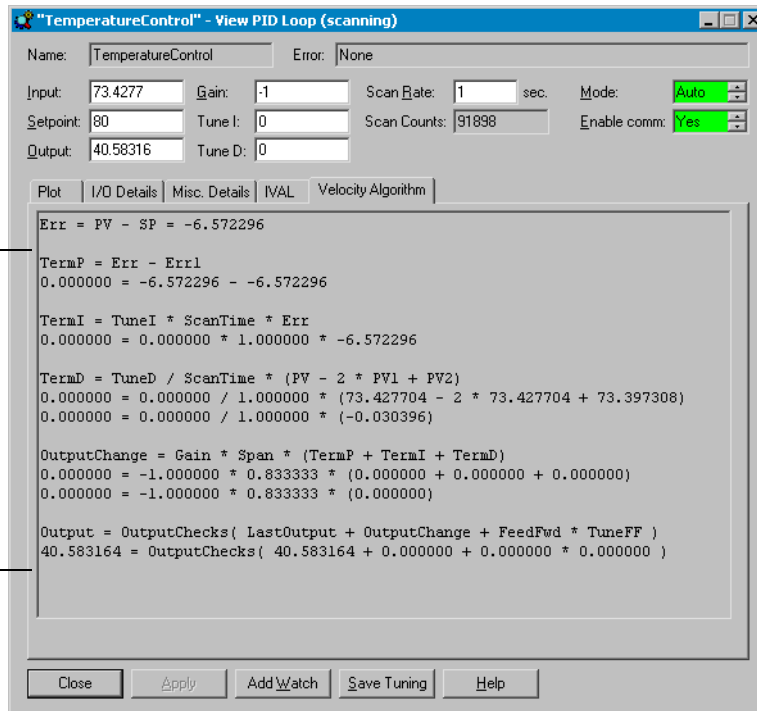 "TemperatureControl" - View PID Loop (scanning)
Name: TemperatureControl Error: None
Input: 73.4277 Gain: -1 Scan Rate: 1 sec. Mode: Auto
Setpoint: 80 Tune I: 0 Scan Counts: 91898 Enable comm: Yes
Output: 40.58316 Tune D: 0
Plot I/O Details Misc. Details IVAL Velocity Algorithm
Err = PV - SP = -6.572296
TermP = Err - Err1
0.000000 = -6.572296 - -6.572296
TermI = TuneI * ScanTime * Err
0.000000 = 0.000000 * 1.000000 * -6.572296
TermD = TuneD / ScanTime * (PV - 2 * PV1 + PV2)
0.000000 = 0.000000 / 1.000000 * (73.427704 - 2 * 73.427704 + 73.397308)
0.000000 = 0.000000 / 1.000000 * (-0.030396)
OutputChange = Gain * Span * (TermP + TermI + TermD)
0.000000 = -1.000000 * 0.833333 * (0.000000 + 0.000000 + 0.000000)
0.000000 = -1.000000 * 0.833333 * (0.000000)
Output = OutputChecks( LastOutput + OutputChange + FeedFwd * TuneFF )
40.583164 = OutputChecks( 40.583164 + 0.000000 + 0.000000 * 0.000000 )
Close Apply Add Watch Save Tuning Help